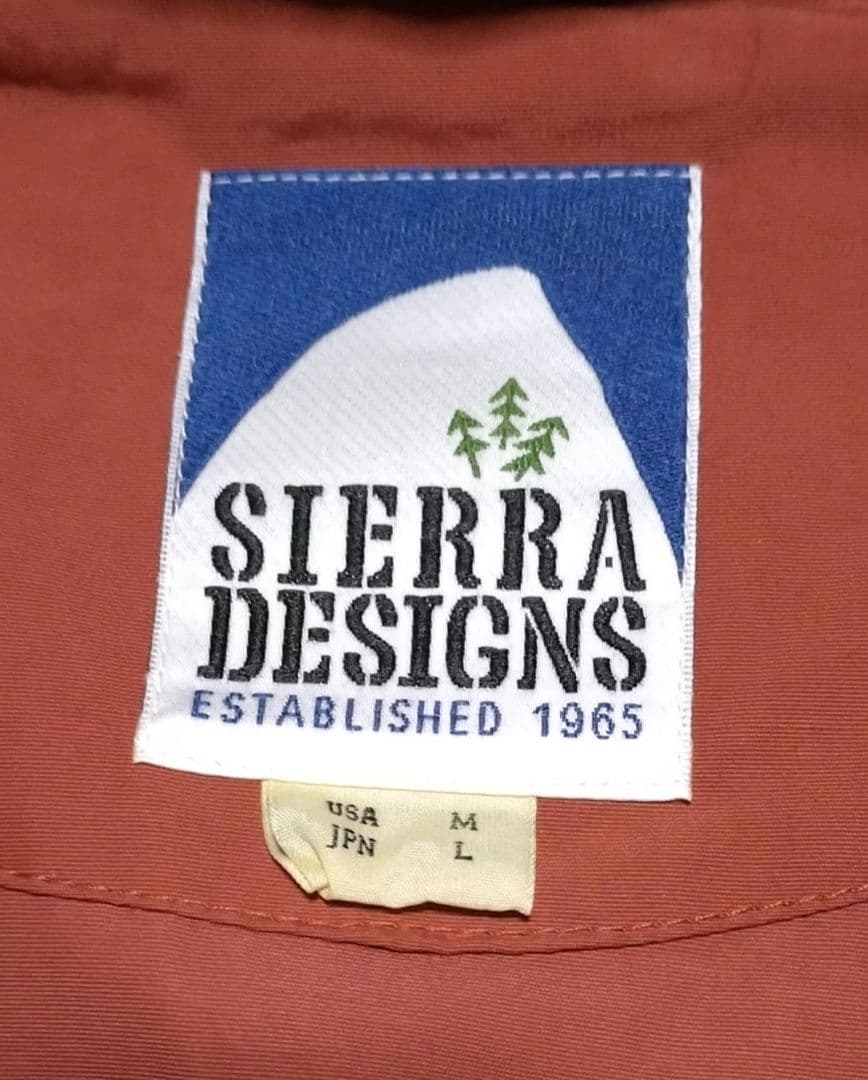 SIERRA
DESIGNS
ESTABLISHED 1965
USA M
JPN L